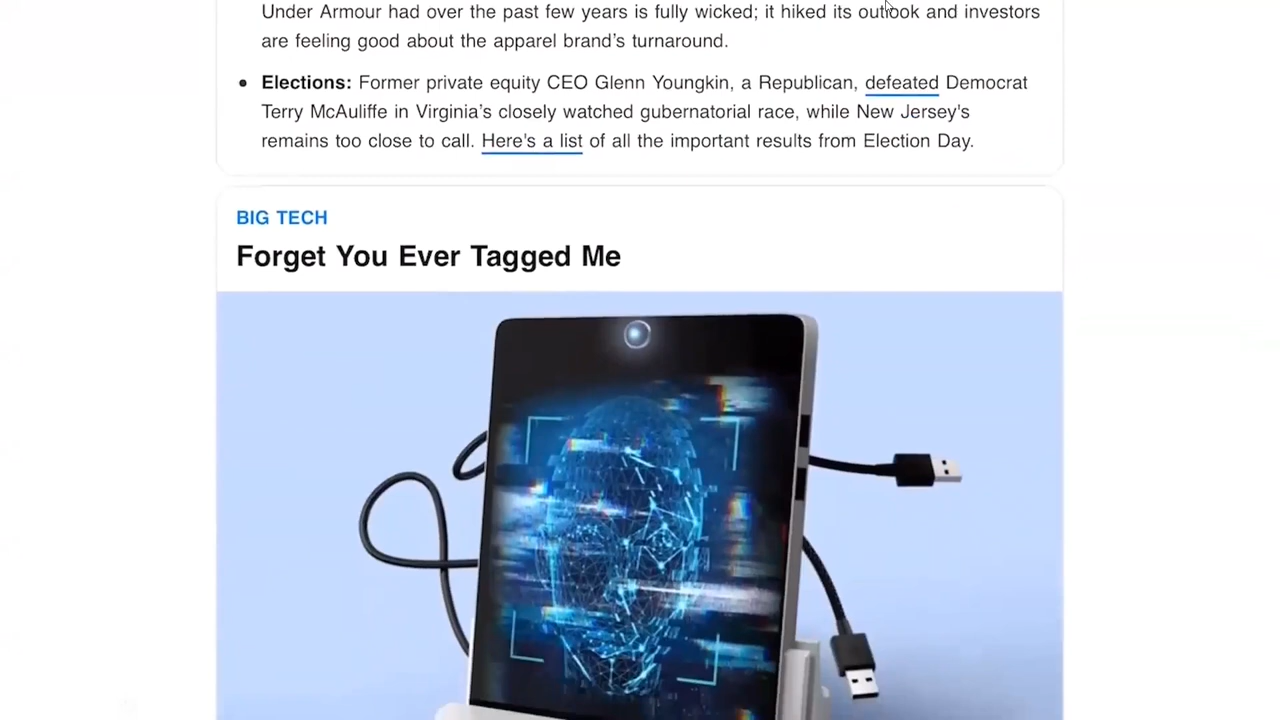 Under Armour had over the past few years is fully wicked; it hiked its outlook and investors
are feeling good about the apparel brand’s turnaround.
• Elections: Former private equity CEO Glenn Youngkin, a Republican, defeated Democrat
Terry McAuliffe in Virginia’s closely watched gubernatorial race, while New Jersey's
remains too close to call. Here's a list of all the important results from Election Day.
BIG TECH
Forget You Ever Tagged Me